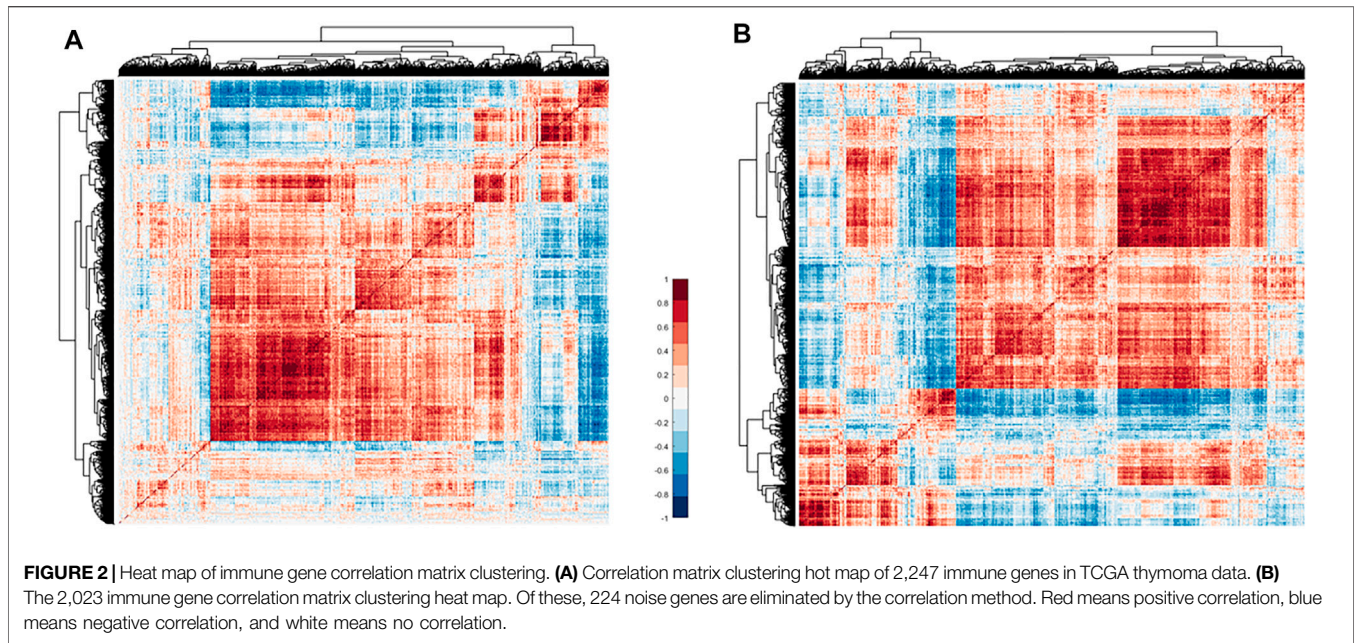 A
B
1
0.8
0.6
0.4
0.2
0
-0.2
-0.4
-0.6
-0.8
-1
FIGURE 2 | Heat map of immune gene correlation matrix clustering. (A) Correlation matrix clustering hot map of 2,247 immune genes in TCGA thymoma data. (B)
The 2,023 immune gene correlation matrix clustering heat map. Of these, 224 noise genes are eliminated by the correlation method. Red means positive correlation, blue
means negative correlation, and white means no correlation.